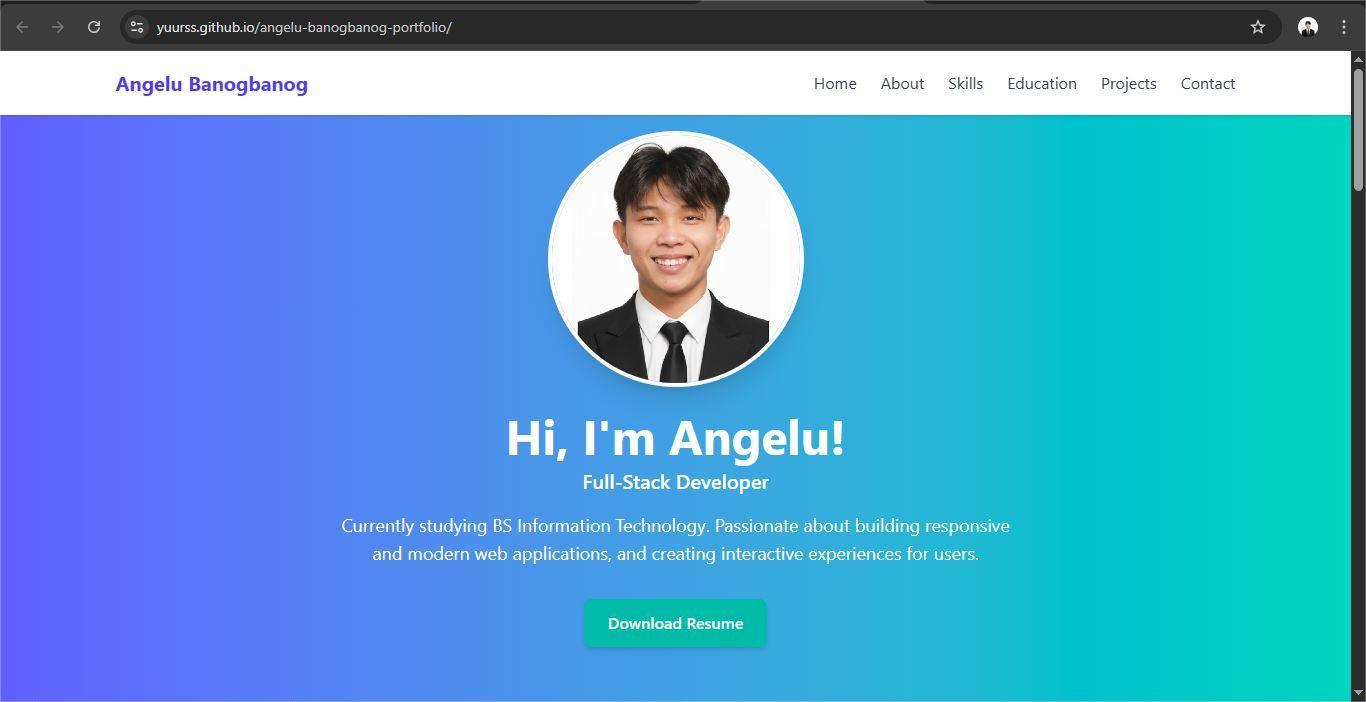 yuurss.github.io/angelu-banogbanog-portfolio/
Angelu Banogbanog
Home About Skills Education Projects Contact
Hi, I'm Angelu!
Full-Stack Developer
Currently studying BS Information Technology. Passionate about building responsive
and modern web applications, and creating interactive experiences for users.
Download Resume